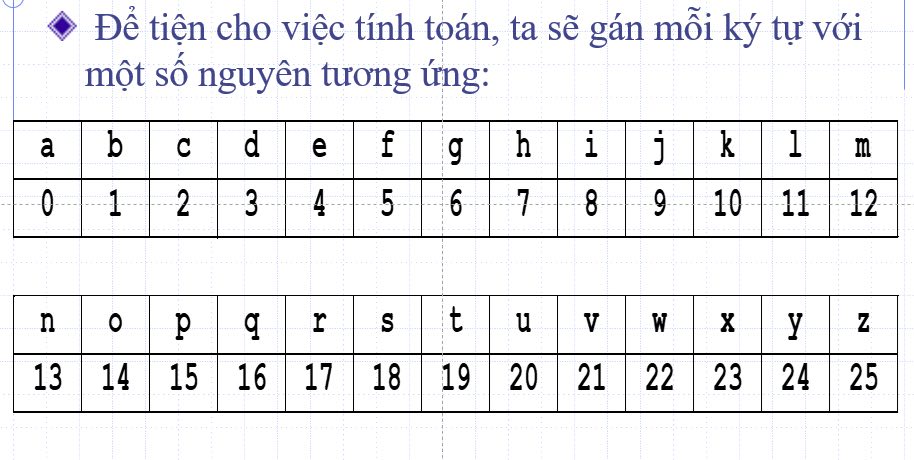 Để tiện cho việc tính toán, ta sẽ gán mỗi ký tự với
một số nguyên tương ứng:
a b c d e f g h i j k l m
0 1 2 3 4 5 6 7 8 9 10 11 12
n o p q r s t u v w x y z
13 14 15 16 17 18 19 20 21 22 23 24 25